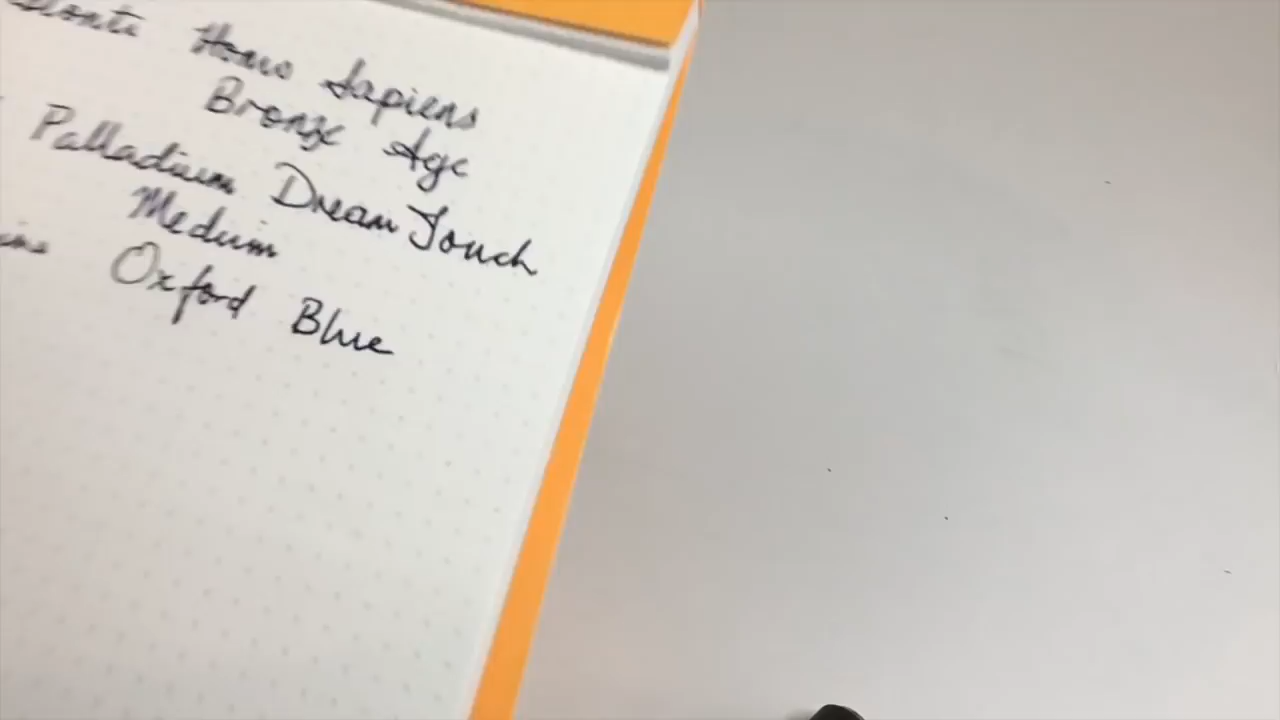 Homo Sapiens
Bronze Age
Palladium Dream Touch
Medium
Oxford Blue